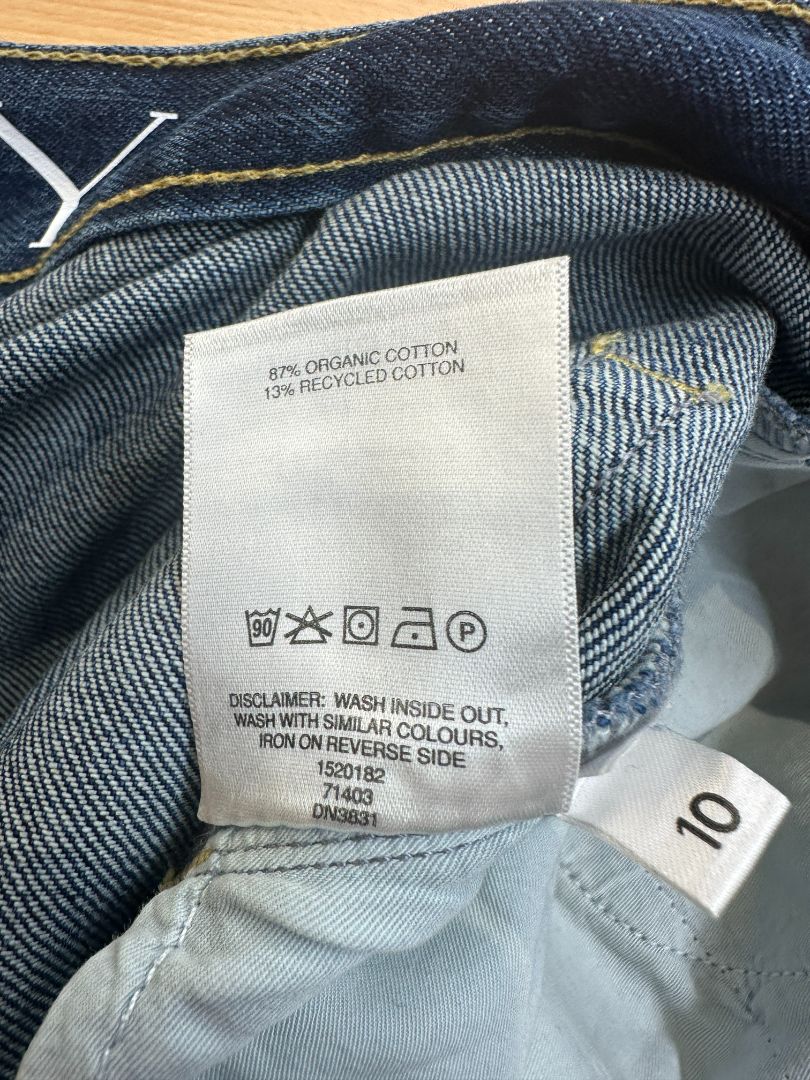 Y
87% ORGANIC COTTON
13% RECYCLED COTTON
90 P
DISCLAIMER: WASH INSIDE OUT,
WASH WITH SIMILAR COLOURS,
IRON ON REVERSE SIDE
1520182
71403
DN3831
10